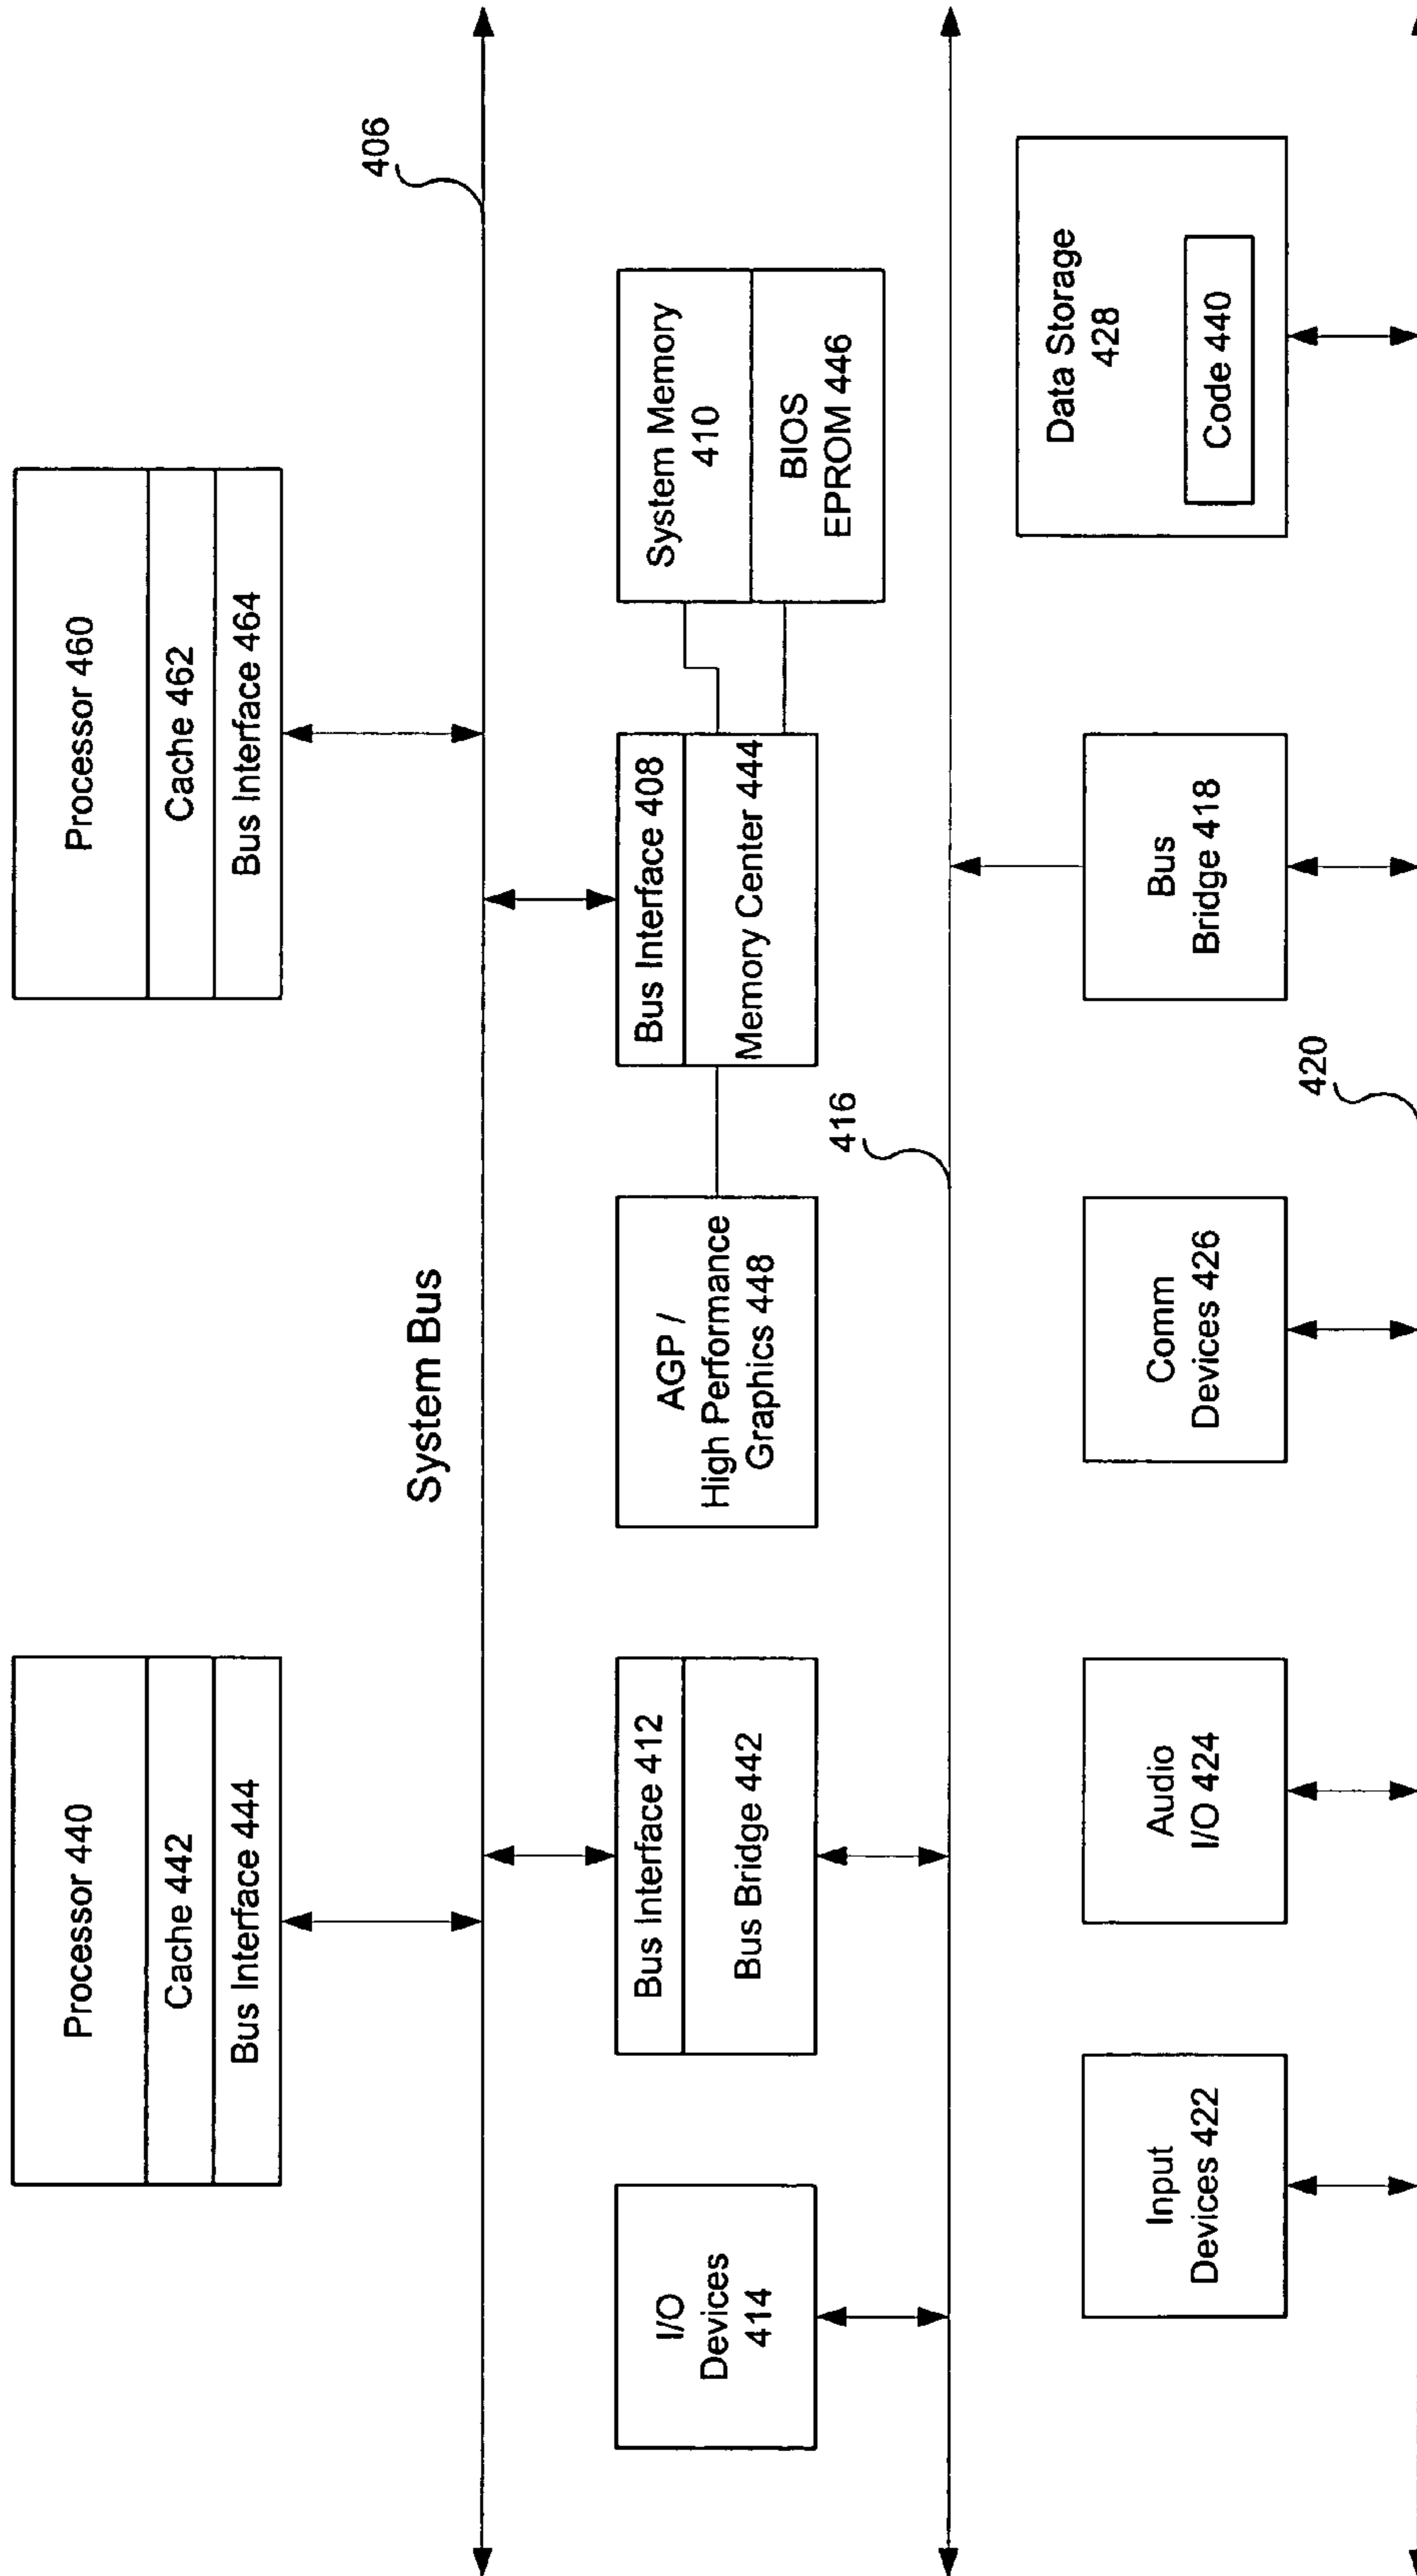 Processor 440
Cache 442
Bus Interface 444
Processor 460
Cache 462
Bus Interface 464
System Bus
406
I/O
Devices
414
Bus Interface 412
Bus Bridge 442
AGP /
High Performance
Graphics 448
Bus Interface 408
Memory Center 444
System Memory
410
BIOS
EPROM 446
416
Input
Devices 422
Audio
I/O 424
Comm
Devices 426
Bus
Bridge 418
Data Storage
428
Code 440
420